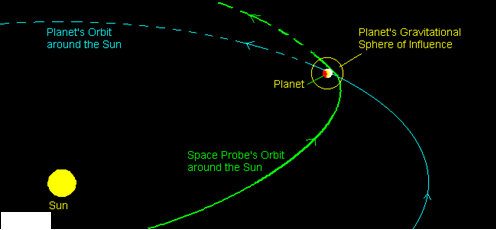 Planet's Orbit
around the Sun
Planet's Gravitational
Sphere of Influence
Planet
Space Probe's Orbit
around the Sun
Sun